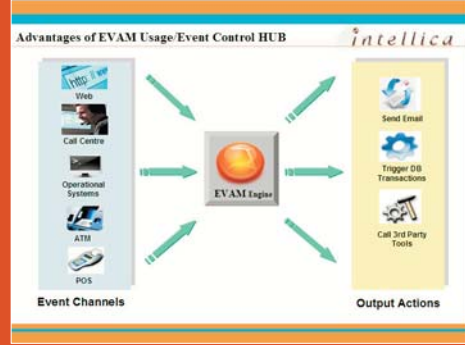 Advantages of EVAM Usage/Event Control HUB
intellica
http://w
Web
Call Centre
Operational
Systems
ATM
POS
Event Channels
EVAM Engine
Send Email
Trigger DB
Transactions
Call 3rd Party
Tools
Output Actions